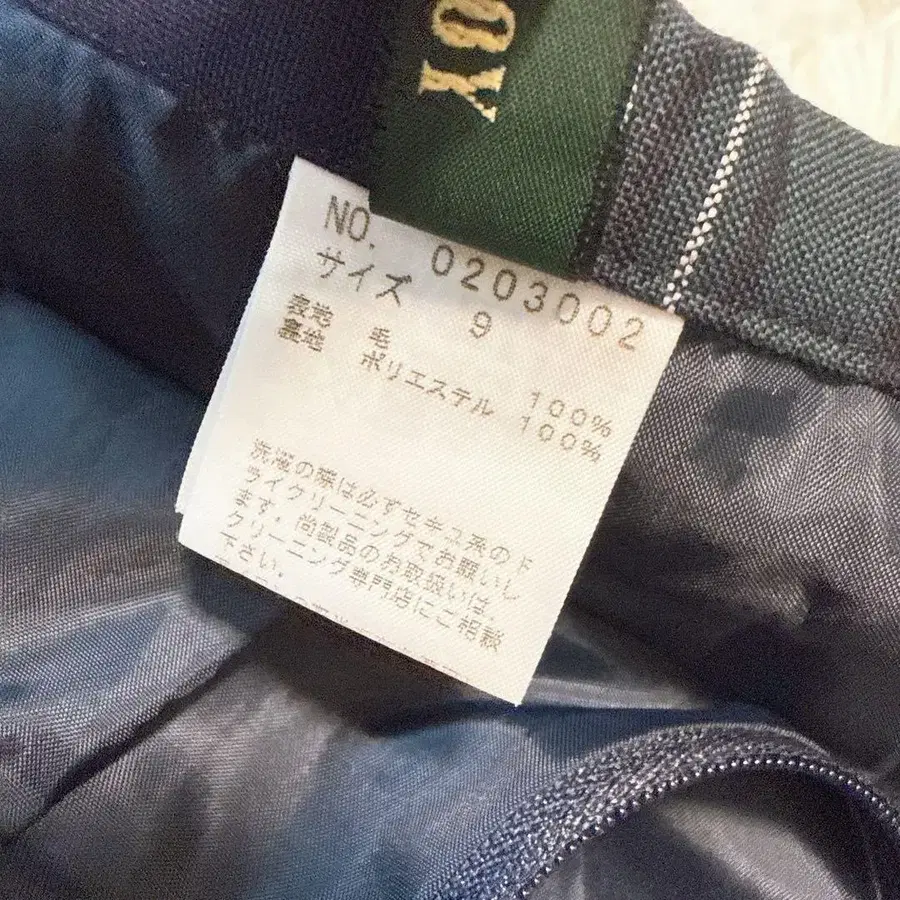 OX
NO. 0203002
サイズ 9
表地 毛 100%
裏地 ポリエステル 100%
洗濯の際は必ずセキユ系のド
ライクリーニングでお願いし
ます。尚製品のお取扱いは、
クリーニング専門店にご相談
下さい。